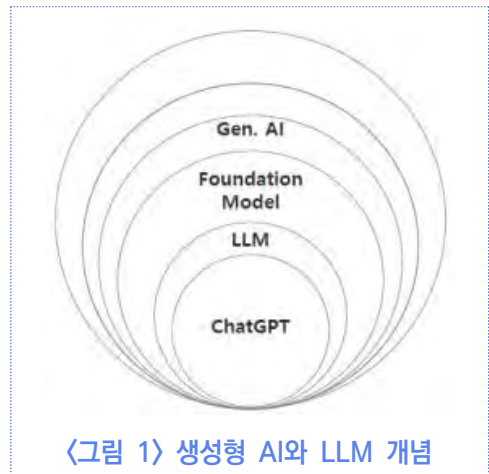 Gen. AI
Foundation
Model
LLM
ChatGPT
〈그림 1〉 생성형 AI와 LLM 개념